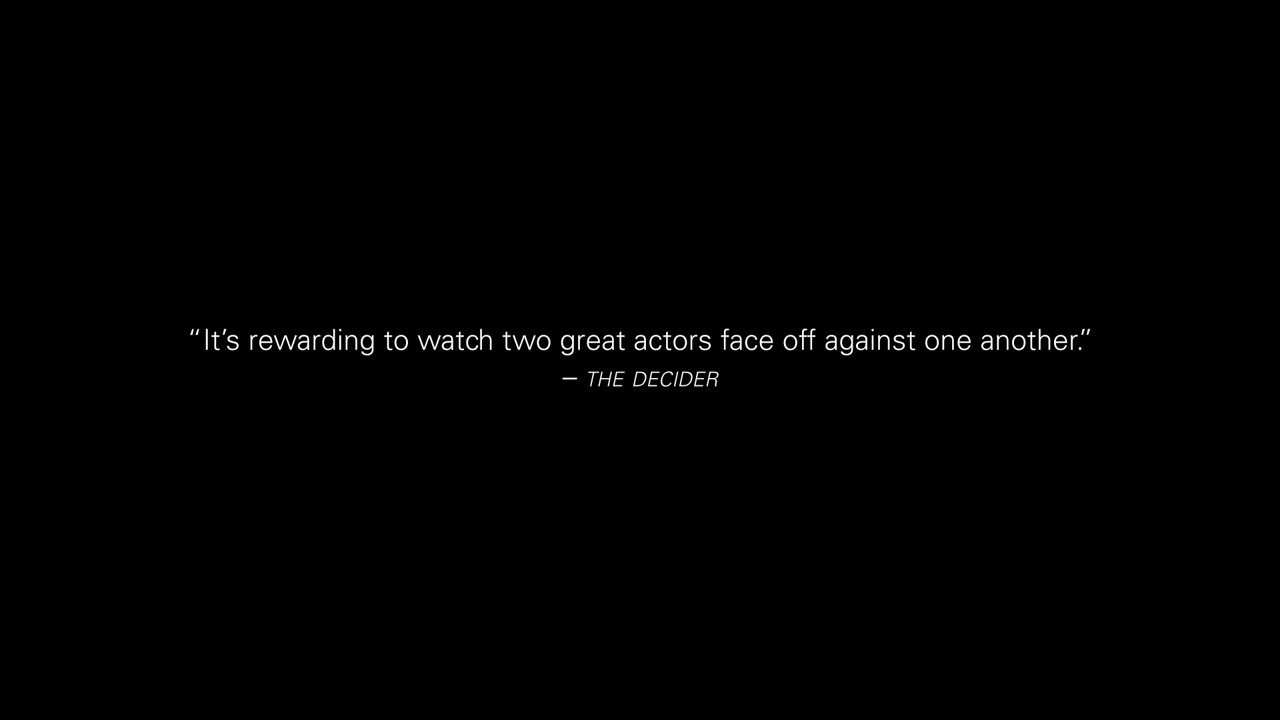 “It’s rewarding to watch two great actors face off against one another.”
– THE DECIDER